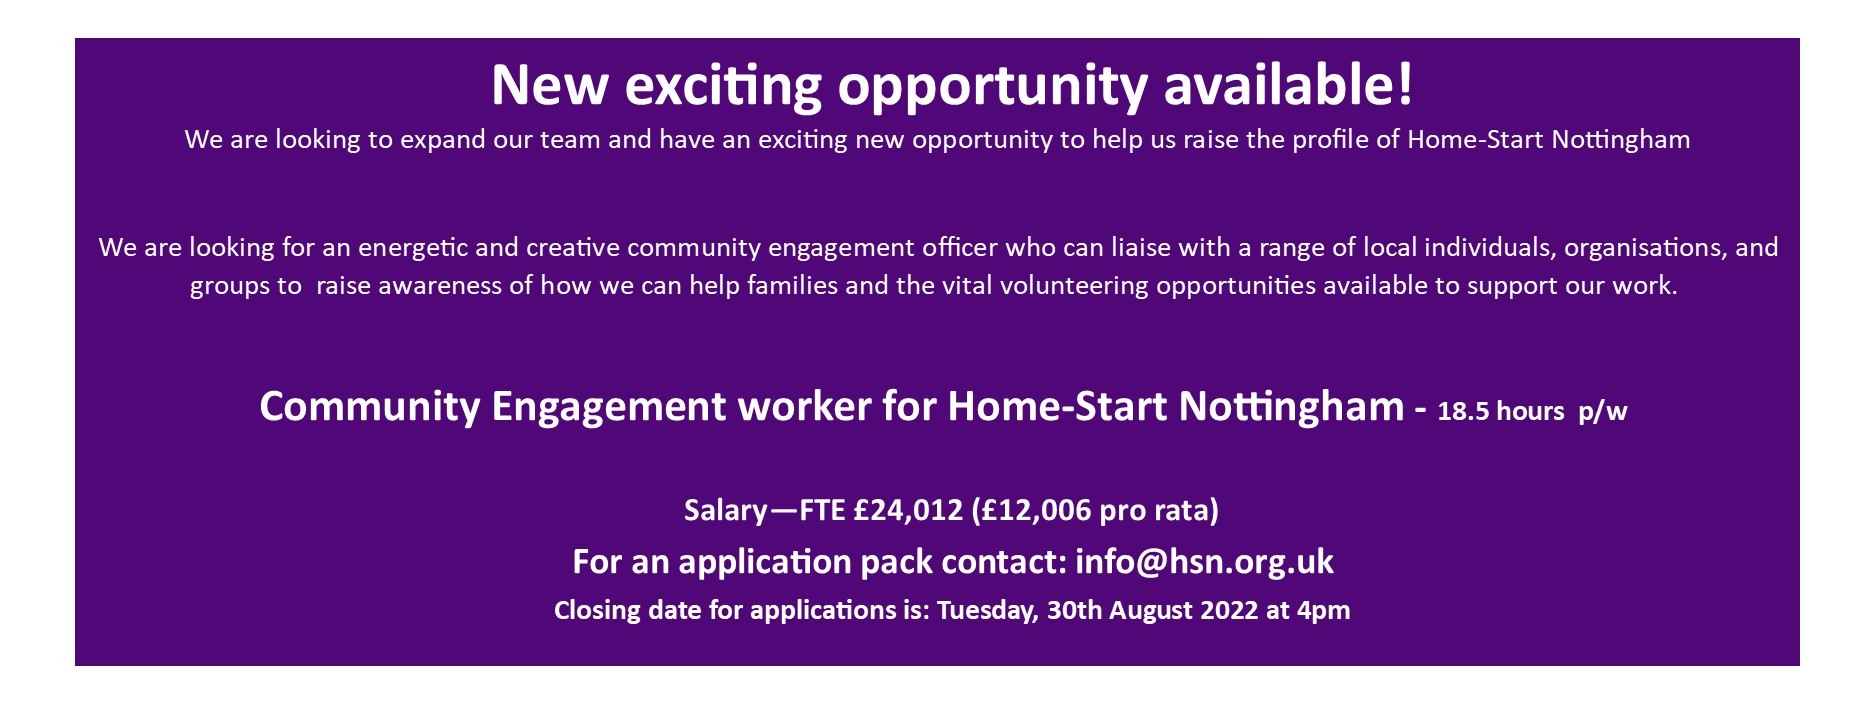 New exciting opportunity available!
We are looking to expand our team and have an exciting new opportunity to help us raise the profile of Home-Start Nottingham
We are looking for an energetic and creative community engagement officer who can liaise with a range of local individuals, organisations, and
groups to  raise awareness of how we can help families and the vital volunteering opportunities available to support our work.
Community Engagement worker for Home-Start Nottingham - 18.5 hours  p/w
Salary—FTE £24,012 (£12,006 pro rata)
For an application pack contact: info@hsn.org.uk
Closing date for applications is: Tuesday, 30th August 2022 at 4pm